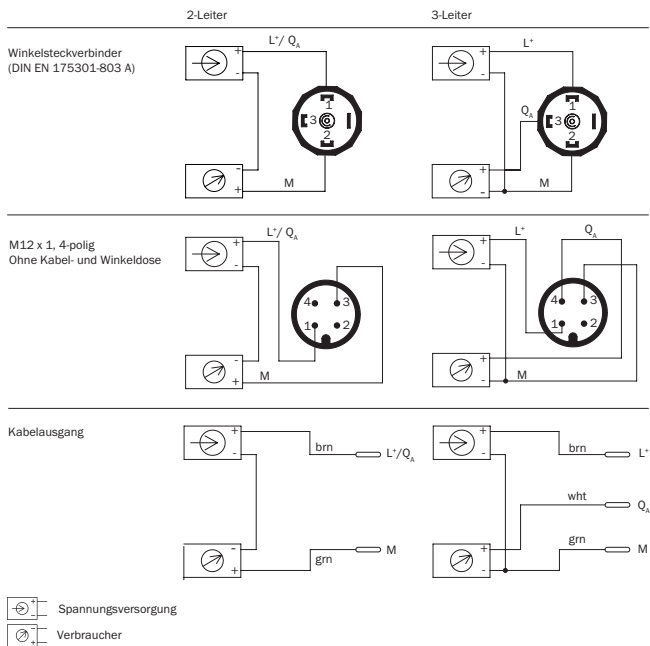 2-Leiter 3-Leiter
Winkelsteckverbinder
(DIN EN 175301-803 A)
+ L⁺/ Q_A
-
1
3
2
-
+ M
+ L⁺
-
1
Q_A 3
2
+
- M
M12 x 1, 4-polig
Ohne Kabel- und Winkeldose
+ L⁺/ Q_A
-
4 3
1 2
-
+ M
+ L⁺ Q_A
-
4 3
1 2
+
- M
Kabelausgang
+ brn L⁺/Q_A
-
-
+ grn M
+ brn L⁺
-
wht Q_A
+
- grn M
+
- Spannungsversorgung
-
+ Verbraucher